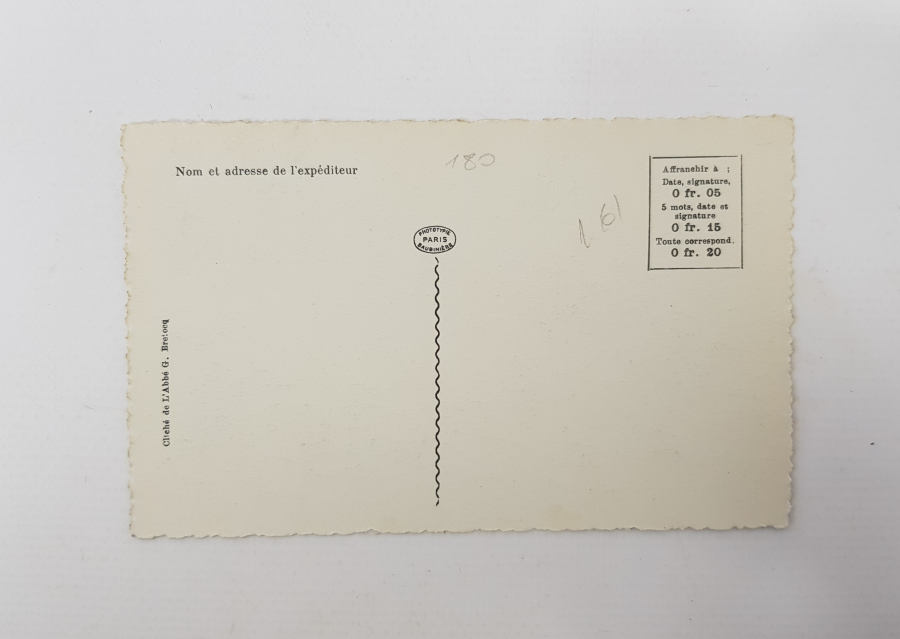 Nom et adresse de l'expéditeur
180
PHOTOTYPIE
PARIS
BAUDINIÈRE
Affranchir à :
Date, signature,
0 fr. 05
5 mots, date et
signature
0 fr. 15
Toute correspond.
0 fr. 20
Cliché de L'Abbé G. Bretocq